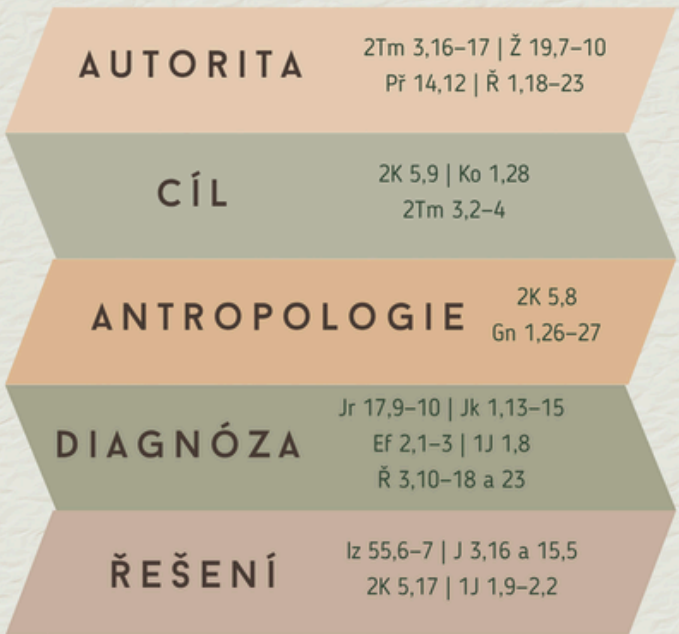 AUTORITA
2Tm 3,16–17 | Ž 19,7–10
Př 14,12 | Ř 1,18–23
CÍL
2K 5,9 | Ko 1,28
2Tm 3,2–4
ANTROPOLOGIE
2K 5,8
Gn 1,26–27
DIAGNÓZA
Jr 17,9–10 | Jk 1,13–15
Ef 2,1–3 | 1J 1,8
Ř 3,10–18 a 23
ŘEŠENÍ
Iz 55,6–7 | J 3,16 a 15,5
2K 5,17 | 1J 1,9–2,2